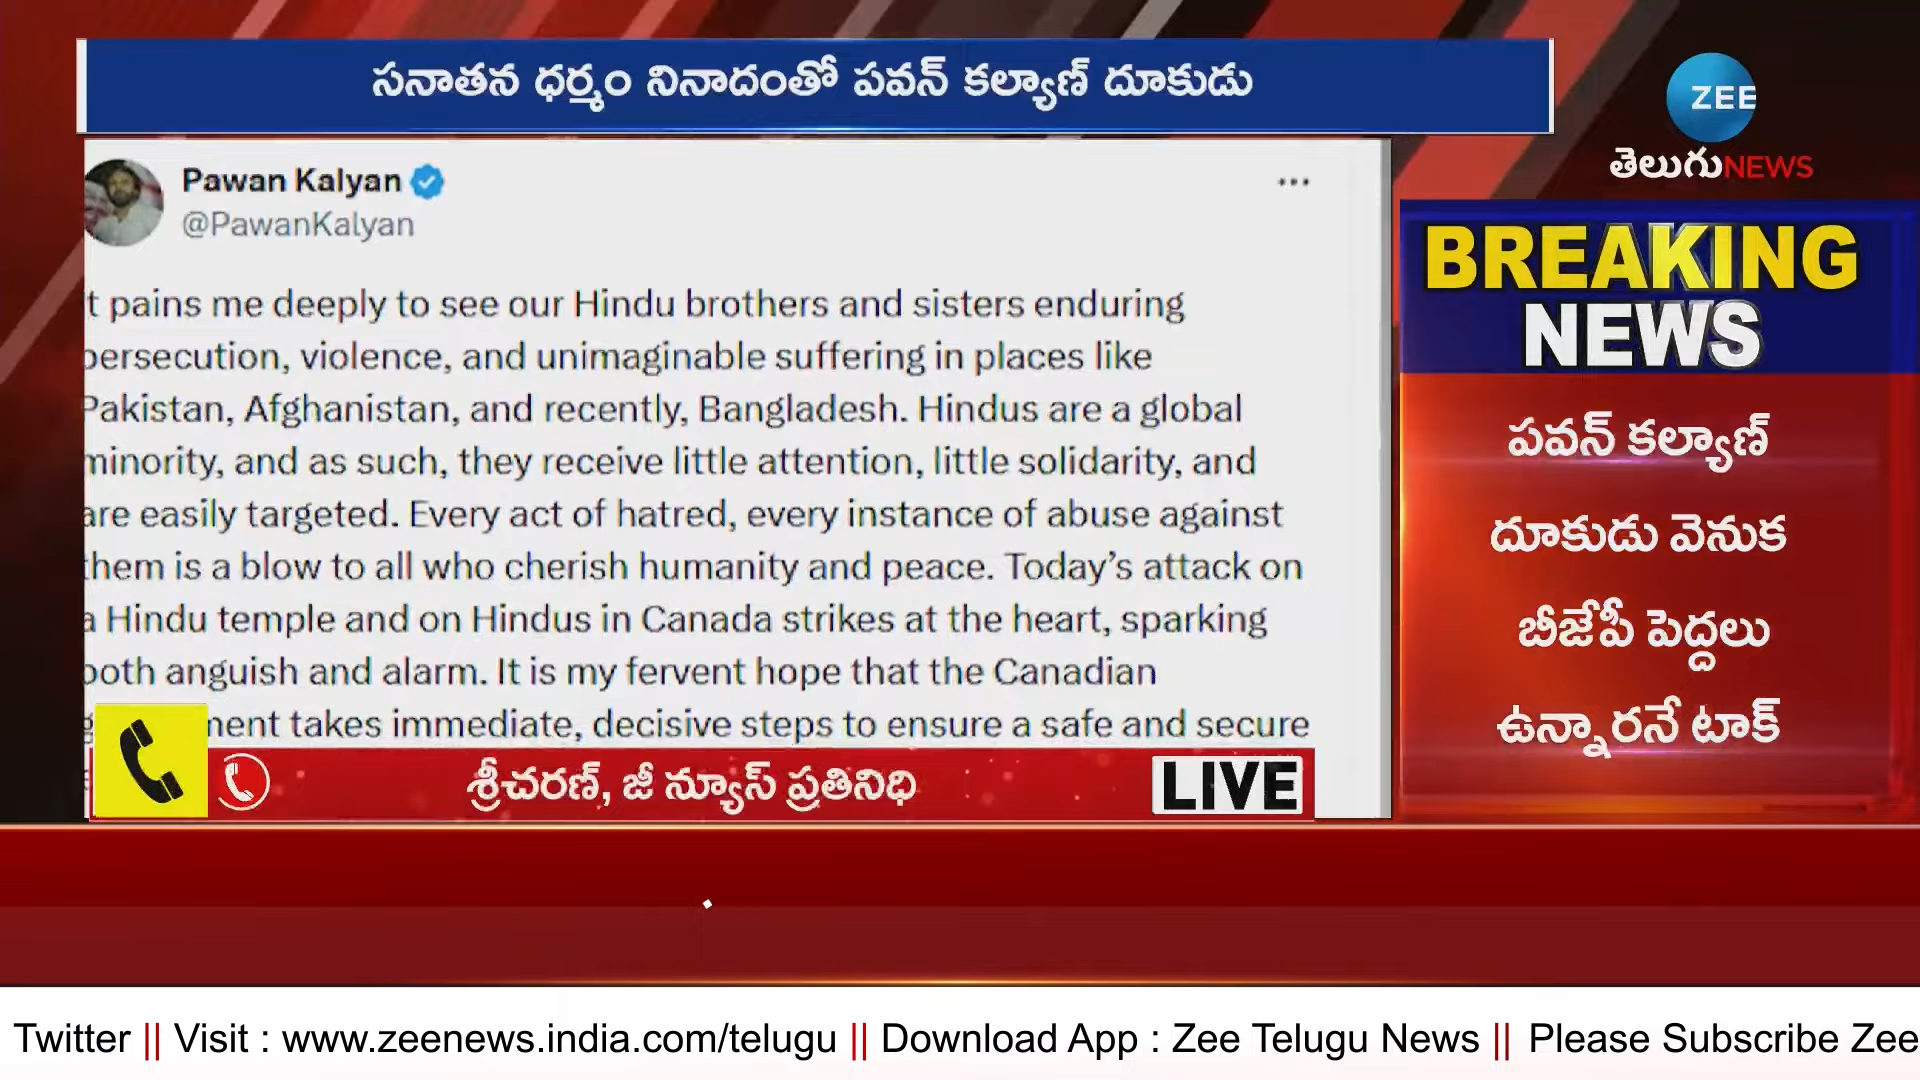 సనాతన ధర్మం నినాదంతో పవన్ కల్యాణ్ దూకుడు
ZEE
తెలుగు NEWS
Pawan Kalyan
@PawanKalyan
t pains me deeply to see our Hindu brothers and sisters enduring
persecution, violence, and unimaginable suffering in places like
Pakistan, Afghanistan, and recently, Bangladesh. Hindus are a global
minority, and as such, they receive little attention, little solidarity, and
are easily targeted. Every act of hatred, every instance of abuse against
them is a blow to all who cherish humanity and peace. Today’s attack on
a Hindu temple and on Hindus in Canada strikes at the heart, sparking
both anguish and alarm. It is my fervent hope that the Canadian
ment takes immediate, decisive steps to ensure a safe and secure
శ్రీచరణ్, జీ న్యూస్ ప్రతినిధి
LIVE
BREAKING
NEWS
పవన్ కల్యాణ్
దూకుడు వెనుక
బీజేపీ పెద్దలు
ఉన్నారనే టాక్
Twitter || Visit : www.zeenews.india.com/telugu || Download App : Zee Telugu News || Please Subscribe Zee